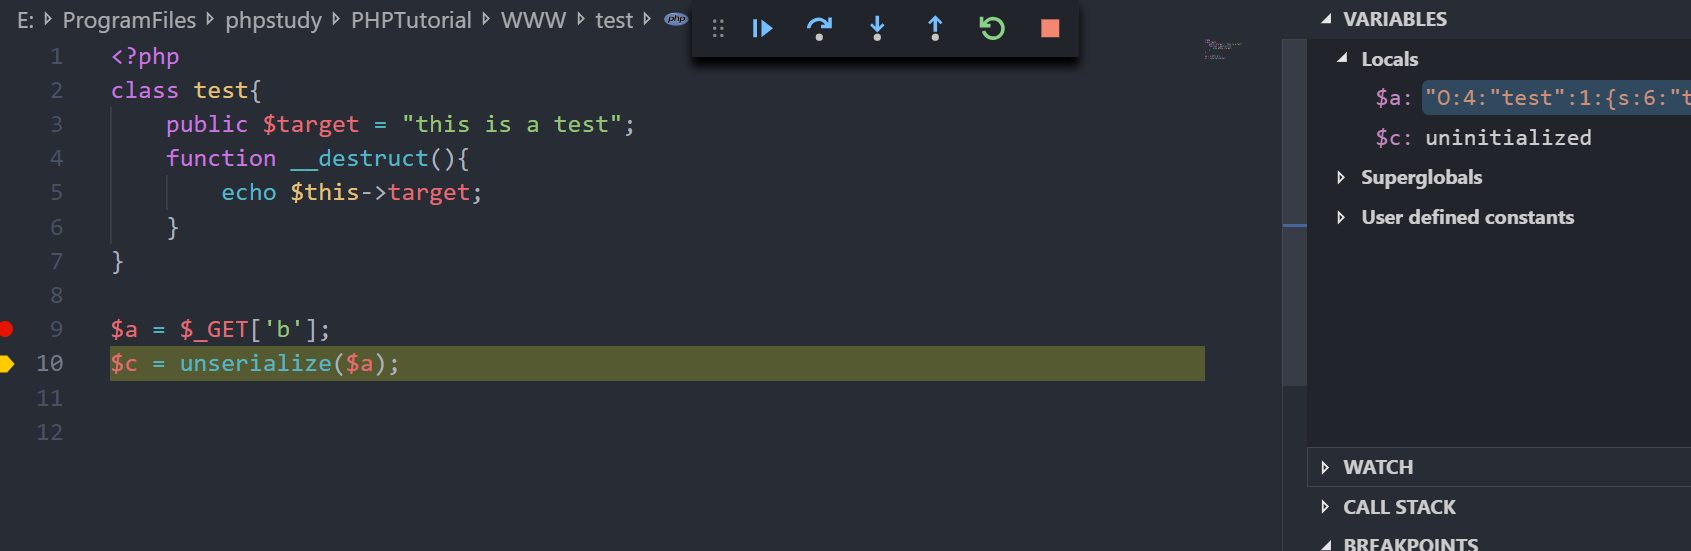 E: > ProgramFiles > phpstudy > PHPTutorial > WWW > test > php
1 <?php
2 class test{
3 public $target = "this is a test";
4 function __destruct(){
5 echo $this->target;
6 }
7 }
8
9 $a = $_GET['b'];
10 $c = unserialize($a);
11
12
VARIABLES
Locals
$a: "O:4:"test":1:{s:6:"t
$c: uninitialized
Superglobals
User defined constants
WATCH
CALL STACK
BREAKPOINTS